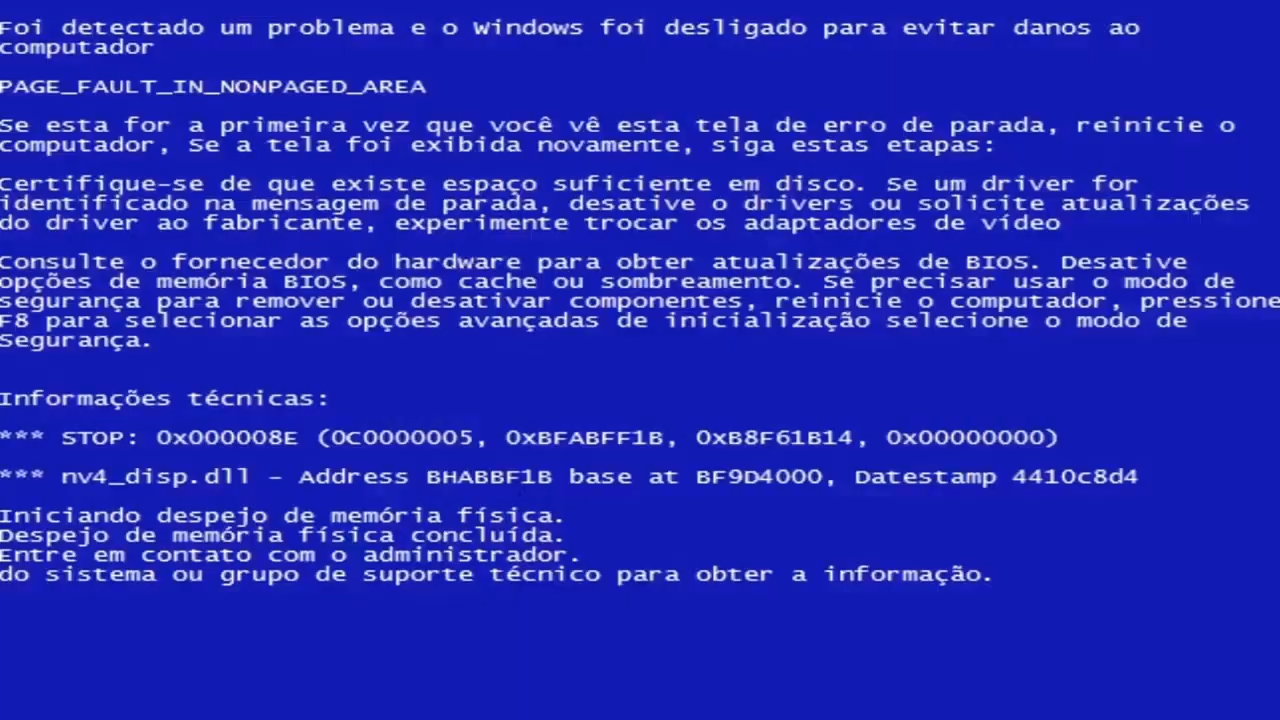 Foi detectado um problema e o Windows foi desligado para evitar danos ao
computador
PAGE_FAULT_IN_NONPAGED_AREA
Se esta for a primeira vez que você vê esta tela de erro de parada, reinicie o
computador, Se a tela foi exibida novamente, siga estas etapas:
Certifique-se de que existe espaço suficiente em disco. Se um driver for
identificado na mensagem de parada, desative o drivers ou solicite atualizações
do driver ao fabricante, experimente trocar os adaptadores de vídeo
Consulte o fornecedor do hardware para obter atualizações de BIOS. Desative
opções de memória BIOS, como cache ou sombreamento. Se precisar usar o modo de
segurança para remover ou desativar componentes, reinicie o computador, pressione
F8 para selecionar as opções avançadas de inicialização selecione o modo de
Segurança.
Informações técnicas:
*** STOP: 0x000008E (0C0000005, 0xBFABFF1B, 0xB8F61B14, 0x00000000)
*** nv4_disp.dll - Address BHABBF1B base at BF9D4000, Datestamp 4410c8d4
Iniciando despejo de memória física.
Despejo de memória física concluída.
Entre em contato com o administrador.
do sistema ou grupo de suporte técnico para obter a informação.